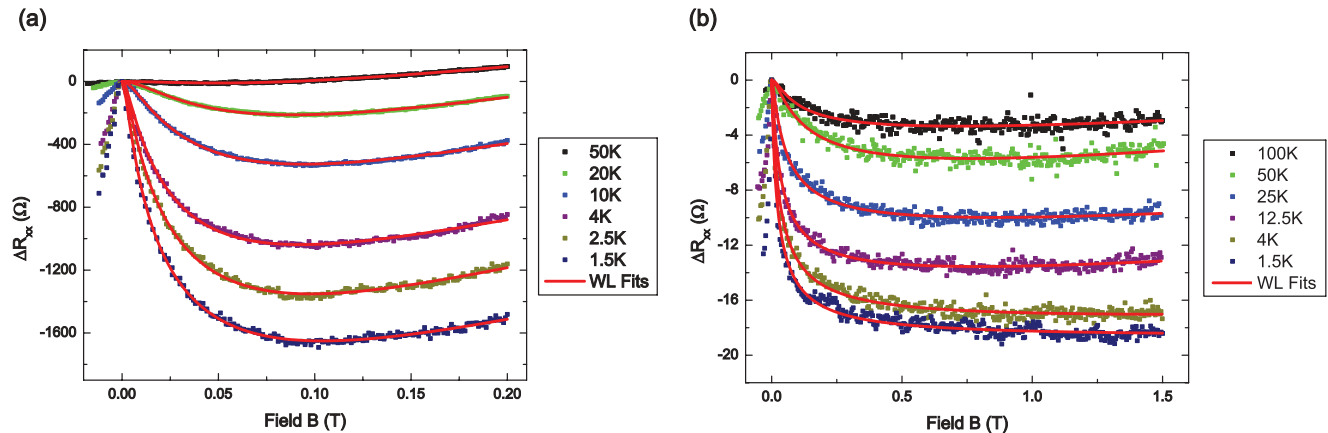 (a)
ΔRxx (Ω)
0
-400
-800
-1200
-1600
0.00
0.05
0.10
0.15
0.20
Field B (T)
50K
20K
10K
4K
2.5K
1.5K
WL Fits
(b)
ΔRxx (Ω)
0
-4
-8
-12
-16
-20
0.0
0.5
1.0
1.5
Field B (T)
100K
50K
25K
12.5K
4K
1.5K
WL Fits